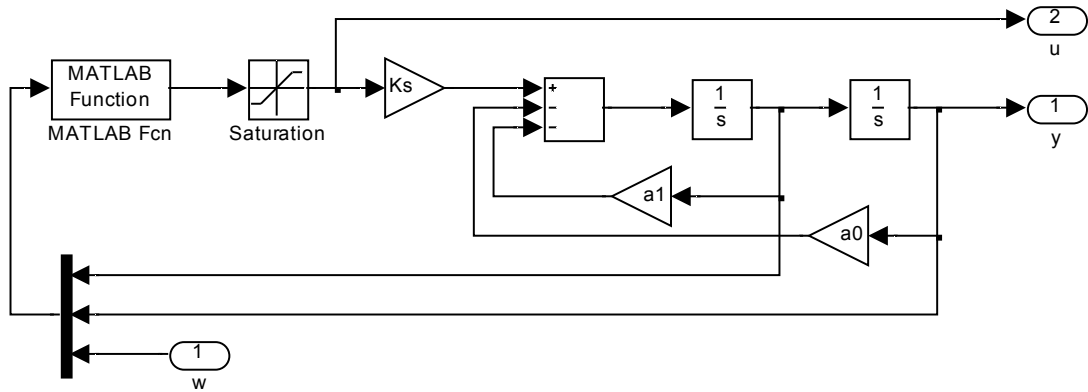 2
u
MATLAB
Function
MATLAB Fcn
Saturation
Ks
+
−
−
1
s
1
s
1
y
a1
a0
1
w